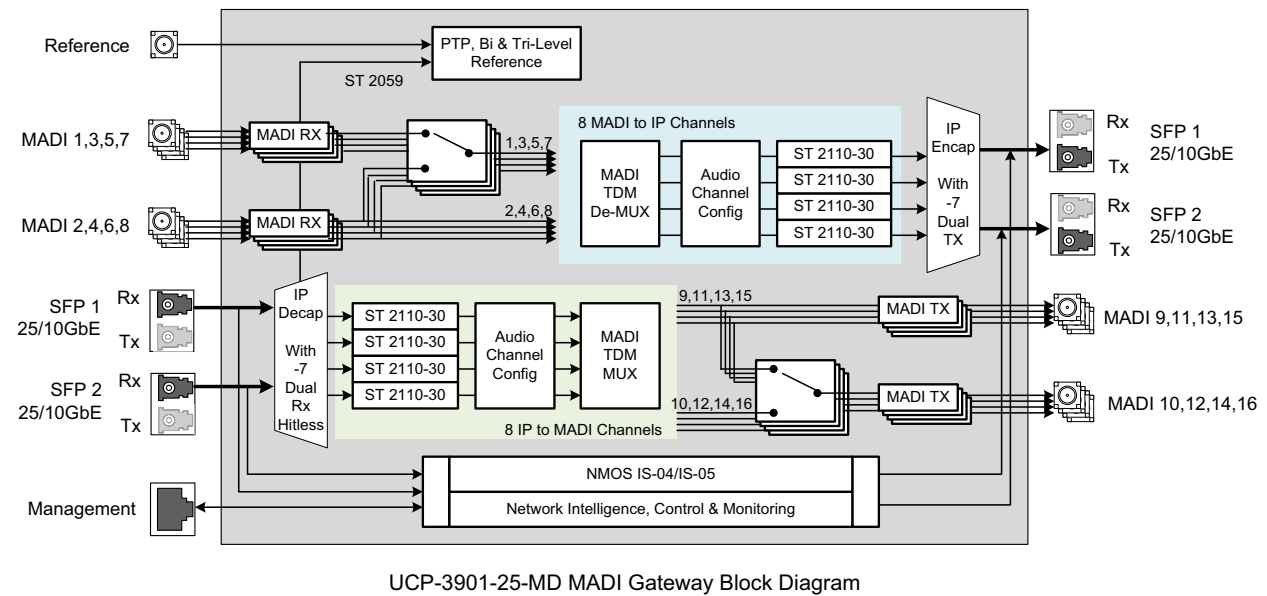 Reference
PTP, Bi & Tri-Level
Reference
ST 2059
MADI 1,3,5,7
MADI RX
1,3,5,7
MADI 2,4,6,8
MADI RX
2,4,6,8
8 MADI to IP Channels
MADI
TDM
De-MUX
Audio
Channel
Config
ST 2110-30
ST 2110-30
ST 2110-30
ST 2110-30
IP
Encap
With
-7
Dual
TX
Rx
Tx
SFP 1
25/10GbE
Rx
Tx
SFP 2
25/10GbE
SFP 1
25/10GbE
Rx
Tx
SFP 2
25/10GbE
Rx
Tx
IP
Decap
With
-7
Dual
Rx
Hitless
ST 2110-30
ST 2110-30
ST 2110-30
ST 2110-30
Audio
Channel
Config
MADI
TDM
MUX
8 IP to MADI Channels
9,11,13,15
MADI TX
MADI 9,11,13,15
10,12,14,16
MADI TX
MADI 10,12,14,16
Management
NMOS IS-04/IS-05
Network Intelligence, Control & Monitoring
UCP-3901-25-MD MADI Gateway Block Diagram